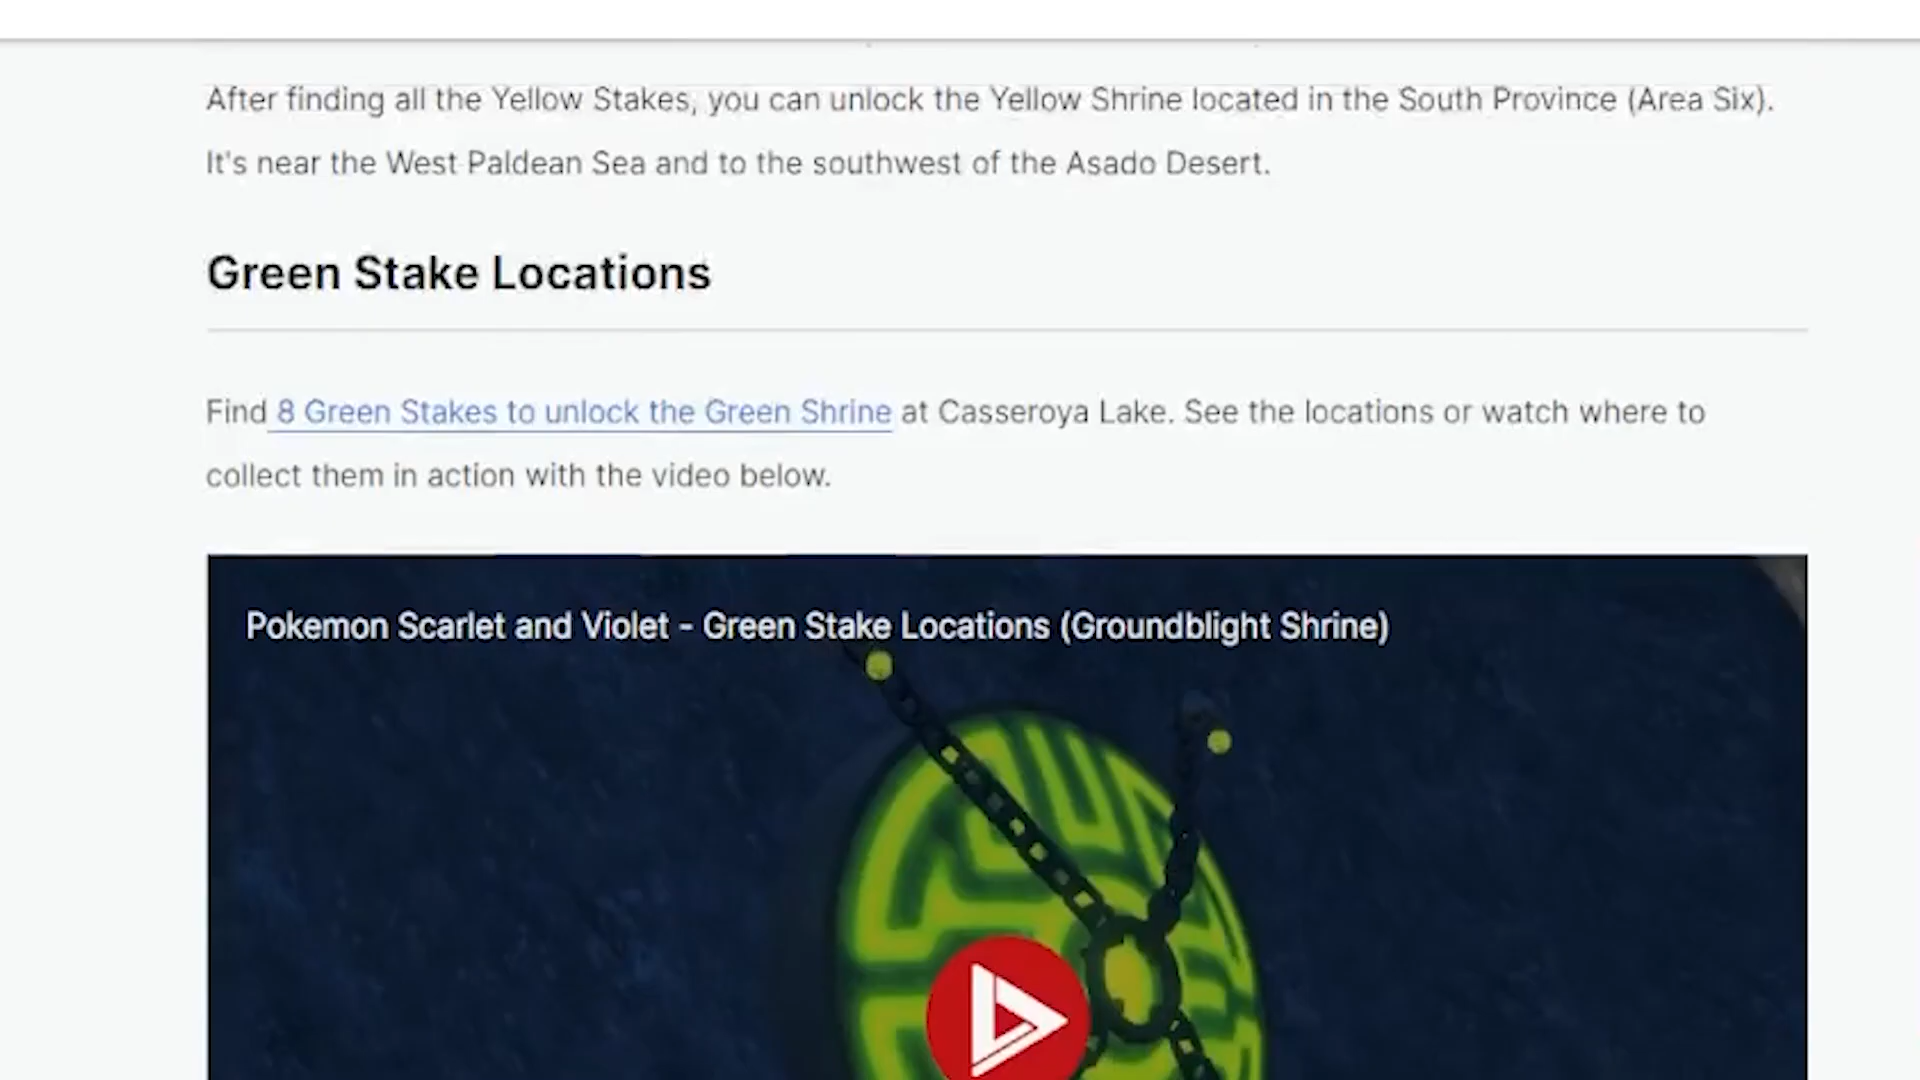 After finding all the Yellow Stakes, you can unlock the Yellow Shrine located in the South Province (Area Six).
It's near the West Paldean Sea and to the southwest of the Asado Desert.
Green Stake Locations
Find 8 Green Stakes to unlock the Green Shrine at Casseroya Lake. See the locations or watch where to
collect them in action with the video below.
Pokemon Scarlet and Violet - Green Stake Locations (Groundblight Shrine)